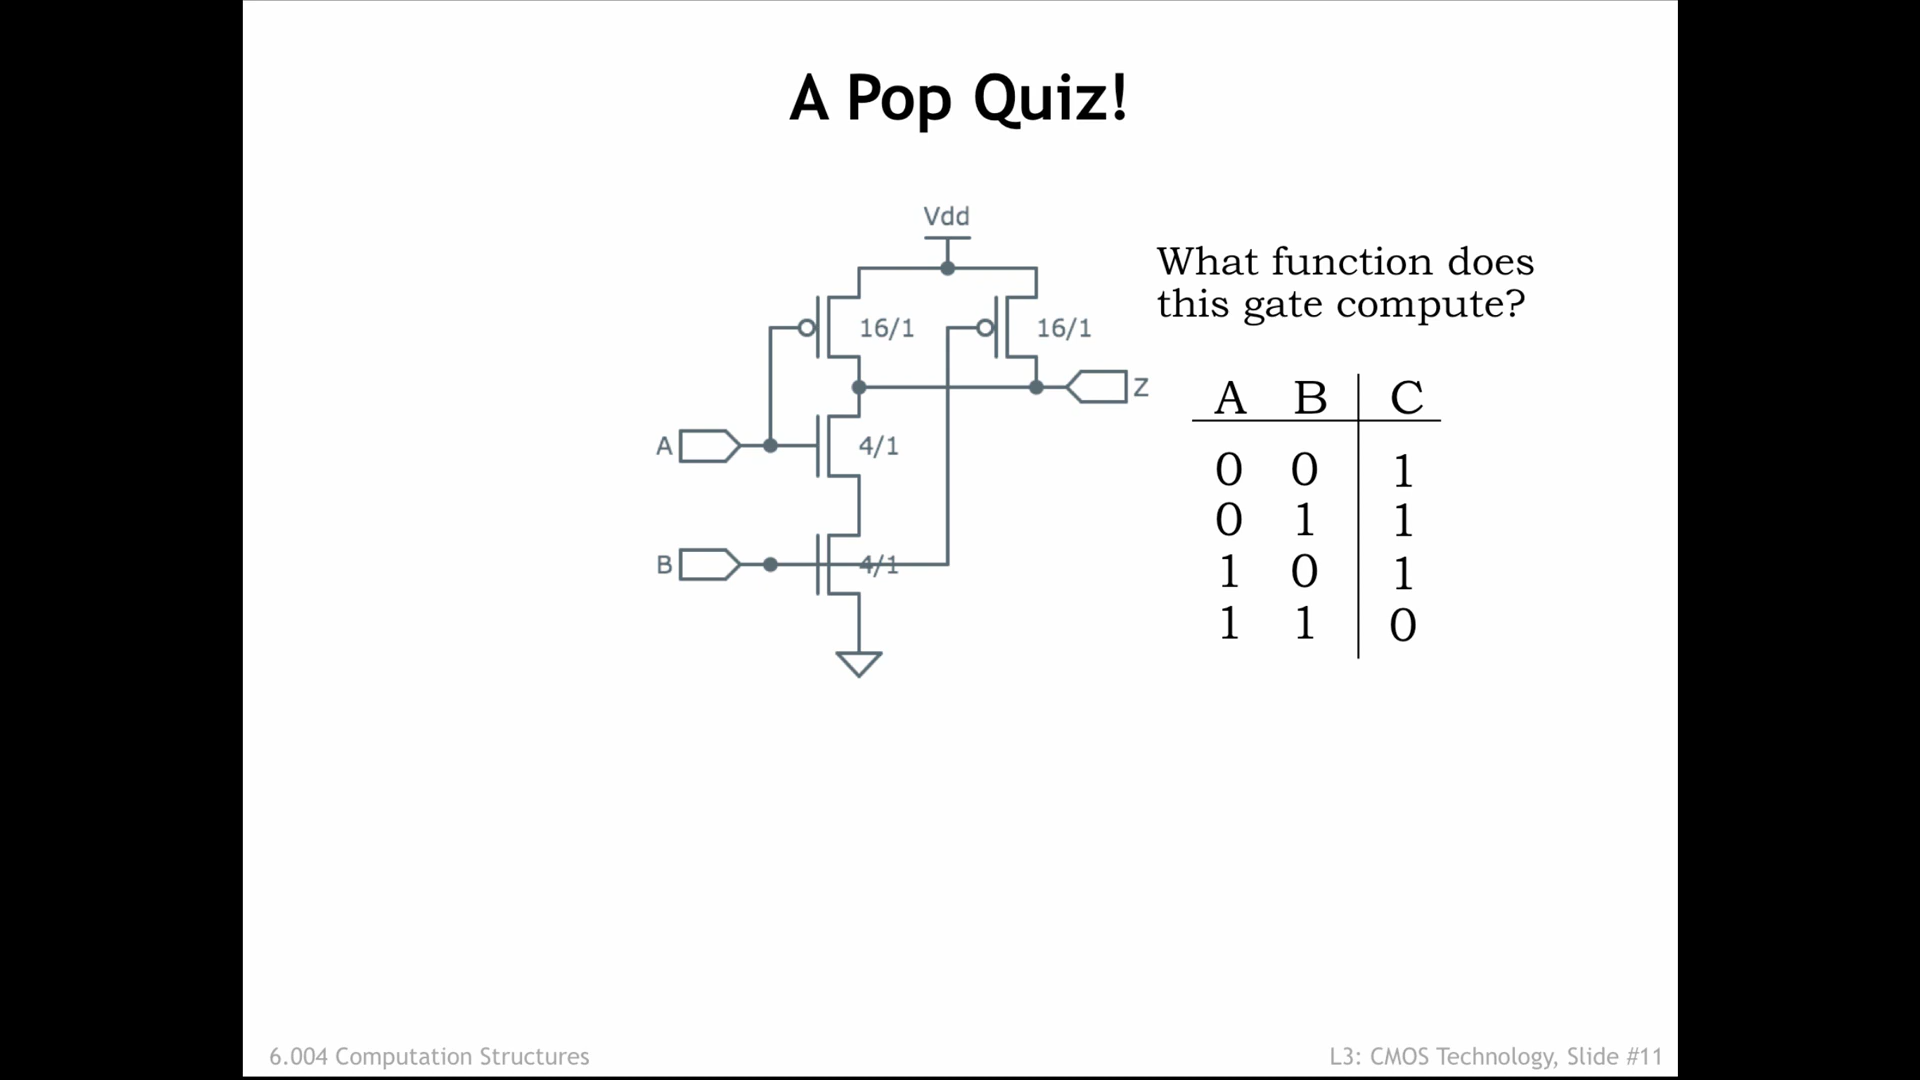 A Pop Quiz!
Vdd
What function does
this gate compute?
16/1
16/1
Z
A
4/1
B
4/1
A B C
0 0 1
0 1 1
1 0 1
1 1 0
6.004 Computation Structures
L3: CMOS Technology, Slide #11